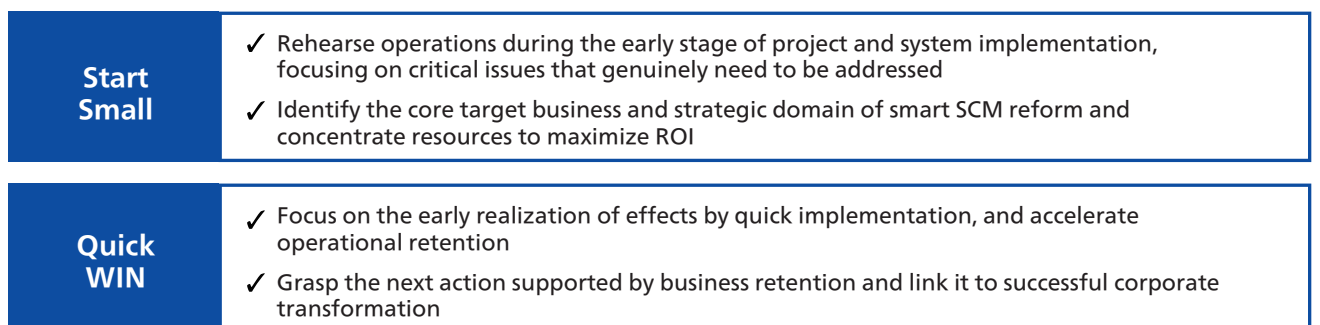 Start
Small
✓ Rehearse operations during the early stage of project and system implementation,
focusing on critical issues that genuinely need to be addressed
✓ Identify the core target business and strategic domain of smart SCM reform and
concentrate resources to maximize ROI
Quick
WIN
✓ Focus on the early realization of effects by quick implementation, and accelerate
operational retention
✓ Grasp the next action supported by business retention and link it to successful corporate
transformation